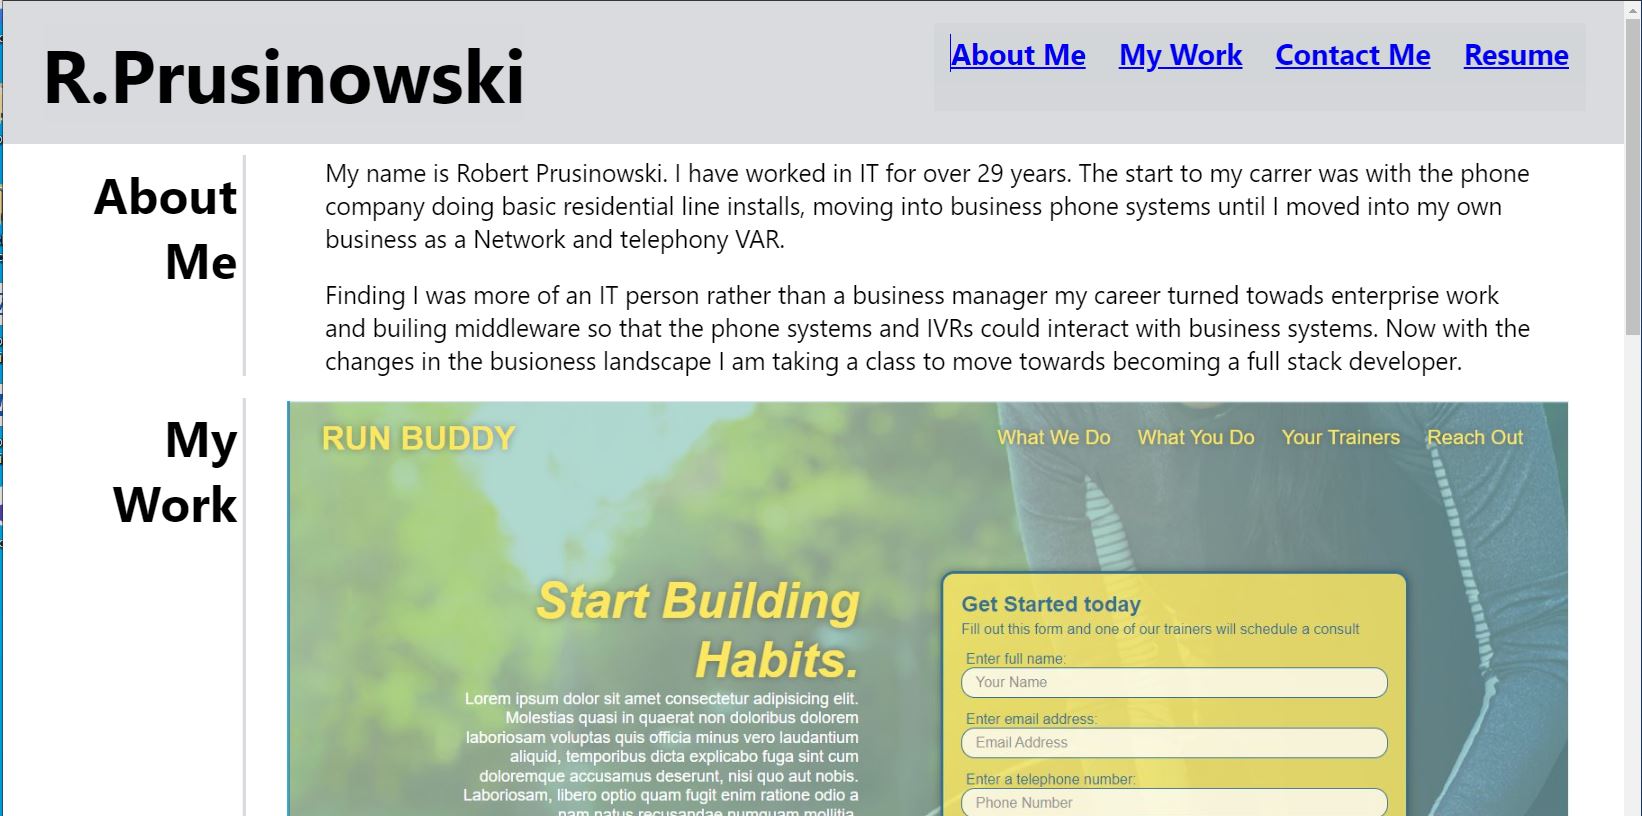 R.Prusinowski
About Me My Work Contact Me Resume
About
Me
My name is Robert Prusinowski. I have worked in IT for over 29 years. The start to my carrer was with the phone
company doing basic residential line installs, moving into business phone systems until I moved into my own
business as a Network and telephony VAR.
Finding I was more of an IT person rather than a business manager my career turned towads enterprise work
and builing middleware so that the phone systems and IVRs could interact with business systems. Now with the
changes in the busioness landscape I am taking a class to move towards becoming a full stack developer.
My
Work
RUN BUDDY
What We Do What You Do Your Trainers Reach Out
Start Building
Habits.
Lorem ipsum dolor sit amet consectetur adipisicing elit.
Molestias quasi in quaerat non doloribus dolorem
laboriosam voluptas quis officia minus vero laudantium
aliquid, temporibus dicta explicabo fuga sint cum
doloremque accusamus deserunt, nisi quo aut nobis.
Laboriosam, libero optio quam fugit enim ratione odio a
nam natus recusandae numquam mollitia.
Get Started today
Fill out this form and one of our trainers will schedule a consult
Enter full name:
Your Name
Enter email address:
Email Address
Enter a telephone number:
Phone Number